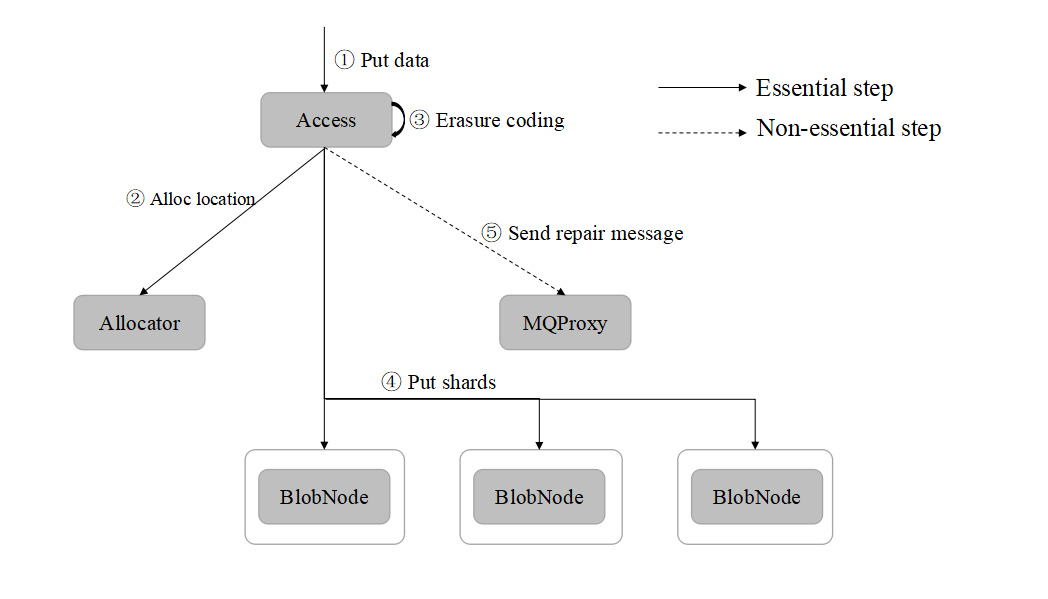 ① Put data
Essential step
Access
③ Erasure coding
Non-essential step
② Alloc location
⑤ Send repair message
Allocator
MQProxy
④ Put shards
BlobNode
BlobNode
BlobNode